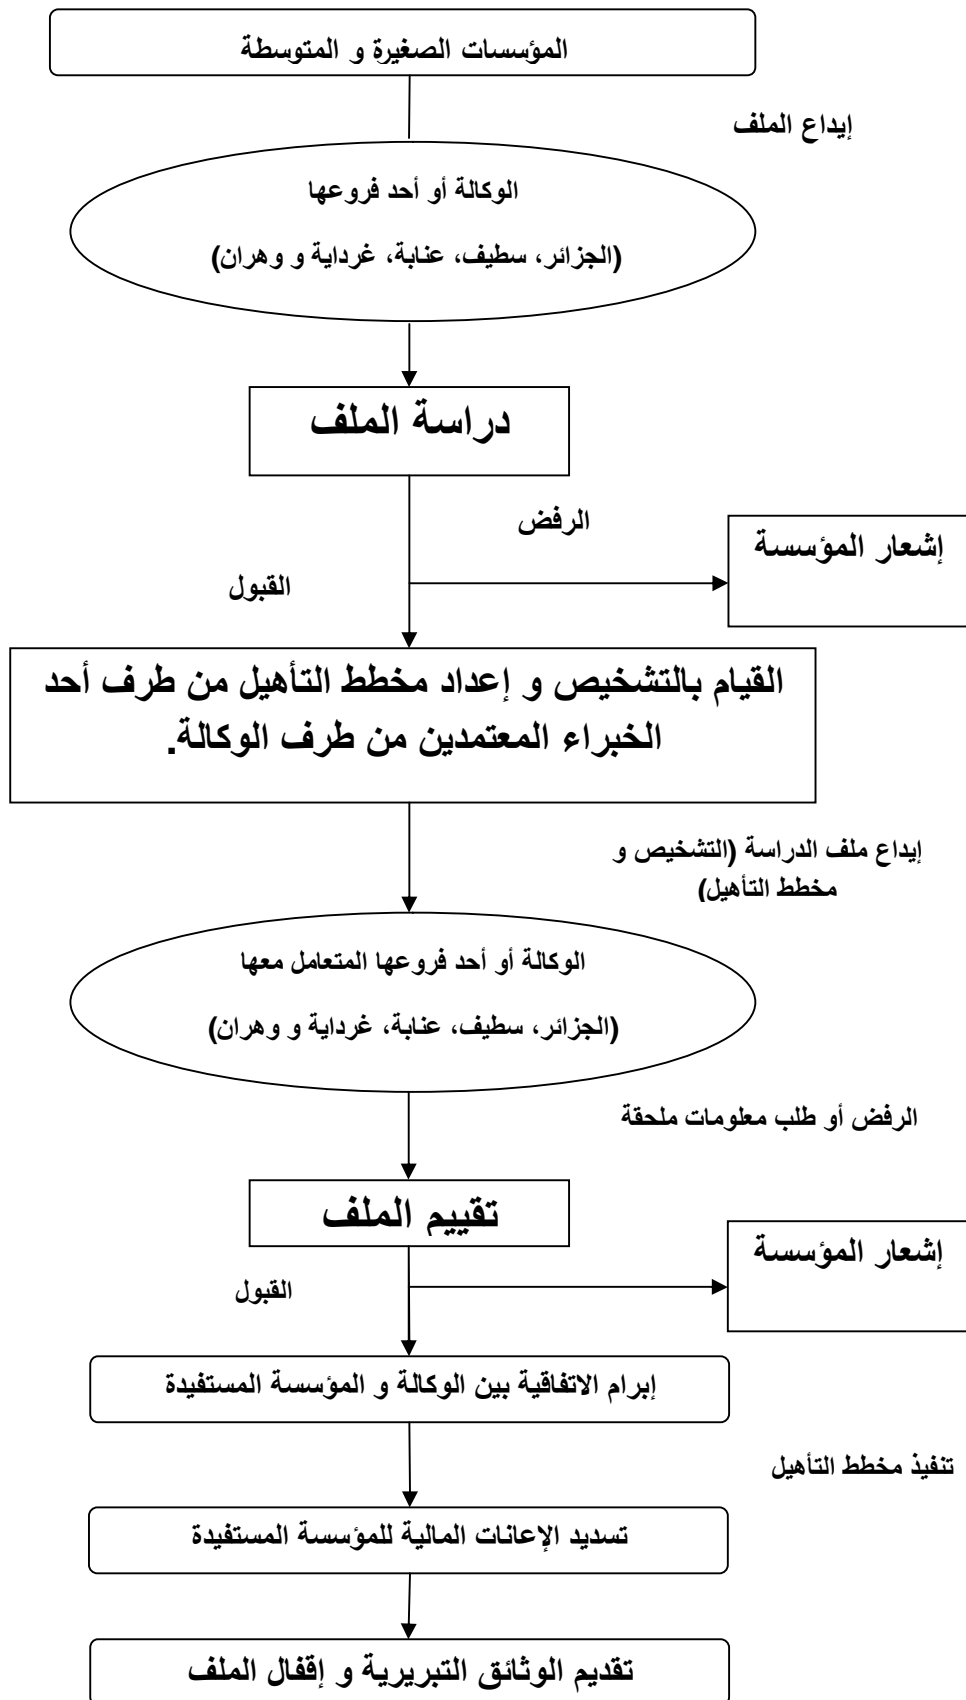 المؤسسات الصغيرة و المتوسطة
إيداع الملف
الوكالة أو أحد فروعها
(الجزائر، سطيف، عنابة، غرداية و وهران)
دراسة الملف
الرفض
إشعار المؤسسة
القبول
القيام بالتشخيص و إعداد مخطط التأهيل من طرف أحد
الخبراء المعتمدين من طرف الوكالة.
إيداع ملف الدراسة (التشخيص و
مخطط التأهيل)
الوكالة أو أحد فروعها المتعامل معها
(الجزائر، سطيف، عنابة، غرداية و وهران)
الرفض أو طلب معلومات ملحقة
تقييم الملف
إشعار المؤسسة
القبول
إبرام الاتفاقية بين الوكالة و المؤسسة المستفيدة
تنفيذ مخطط التأهيل
تسديد الإعانات المالية للمؤسسة المستفيدة
تقديم الوثائق التبريرية و إقفال الملف